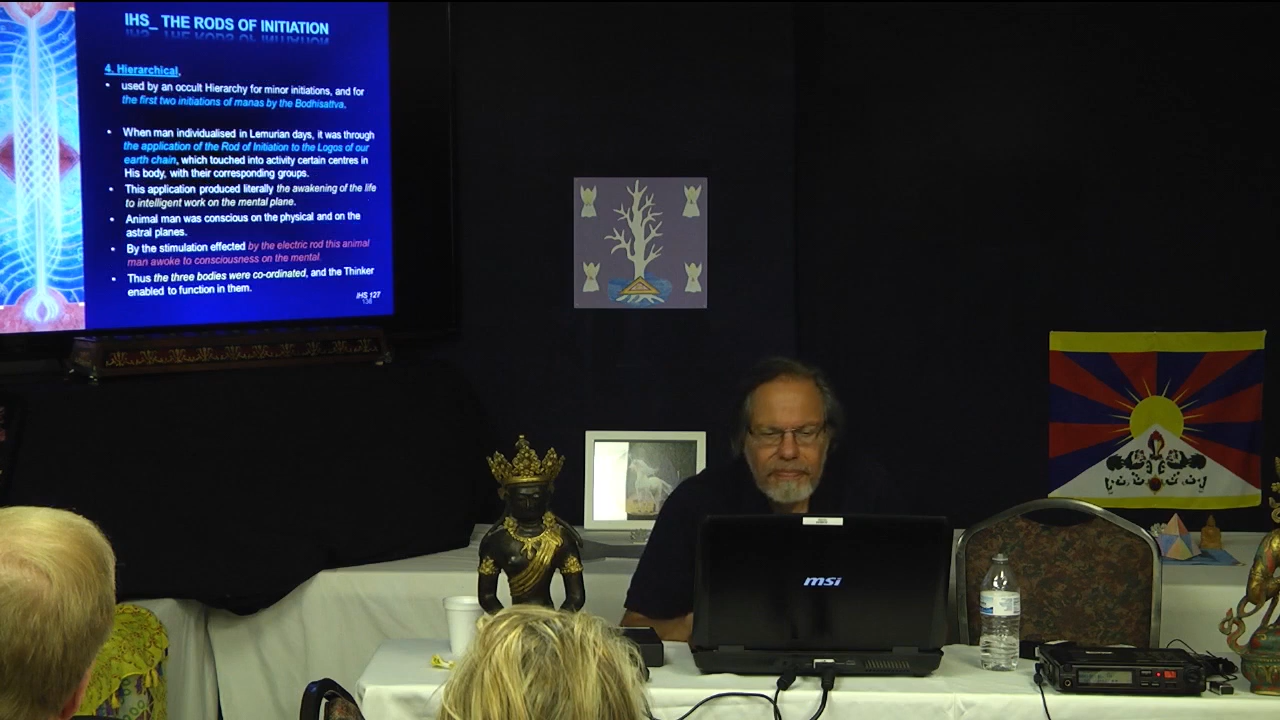 IHS_ THE RODS OF INITIATION
4. Hierarchical,
• used by an occult Hierarchy for minor initiations, and for
the first two initiations of manas by the Bodhisattva.
• When man individualised in Lemurian days, it was through
the application of the Rod of Initiation to the Logos of our
earth chain, which touched into activity certain centres in
His body, with their corresponding groups.
• This application produced literally the awakening of the life
to intelligent work on the mental plane.
• Animal man was conscious on the physical and on the
astral planes.
• By the stimulation effected by the electric rod this animal
man awoke to consciousness on the mental.
• Thus the three bodies were co-ordinated, and the Thinker
enabled to function in them.
IHS 127
msi